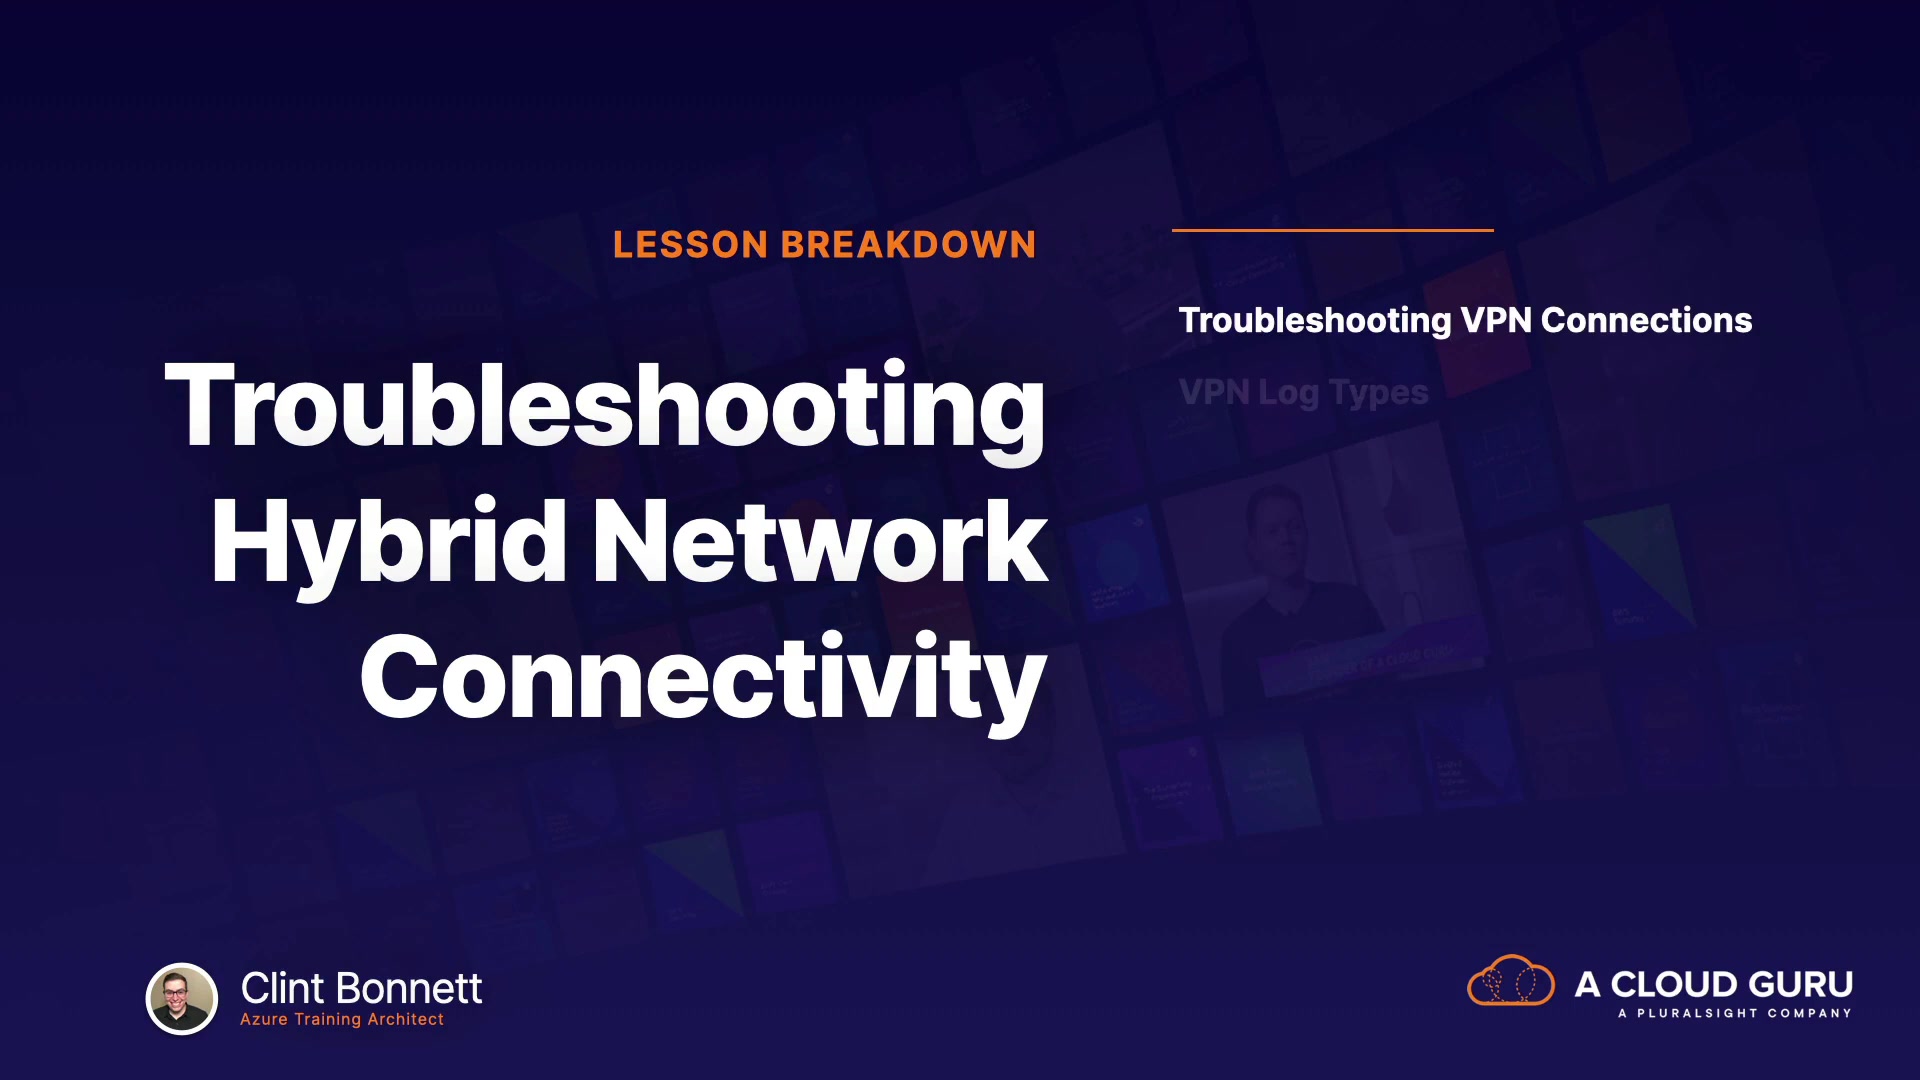 LESSON BREAKDOWN
Troubleshooting
Hybrid Network
Connectivity
Troubleshooting VPN Connections
VPN Log Types
Clint Bonnett
Azure Training Architect
A CLOUD GURU
A PLURALSIGHT COMPANY